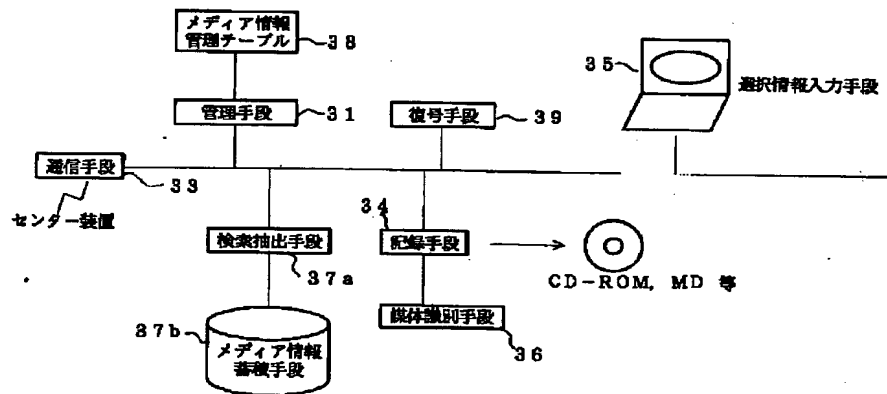 メディア情報
管理テーブル
38
35
選択情報入力手段
管理手段
31
復号手段
39
通信手段
33
センター装置
34
検索抽出手段
37a
記録手段
CD-ROM, MD 等
37b
メディア情報
蓄積手段
媒体識別手段
36